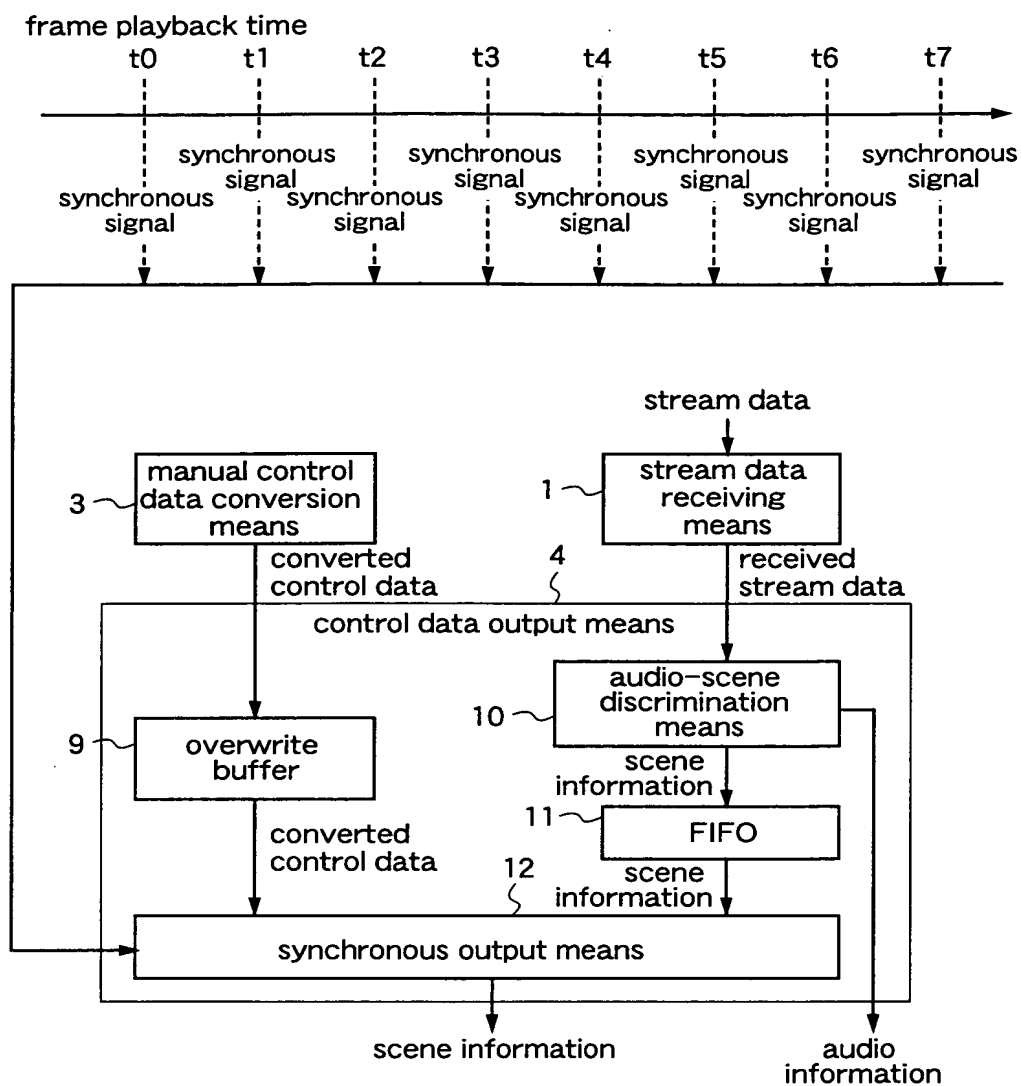 frame playback time
t0 t1 t2 t3 t4 t5 t6 t7
synchronous signal
synchronous signal
synchronous signal
synchronous signal
synchronous signal
synchronous signal
synchronous signal
synchronous signal
stream data
manual control
data conversion
means
3
stream data
receiving
means
1
converted
control data
4
received
stream data
control data output means
audio-scene
discrimination
means
10
9
overwrite
buffer
scene
information
11
FIFO
converted
control data
scene
information
12
synchronous output means
scene information
audio
information